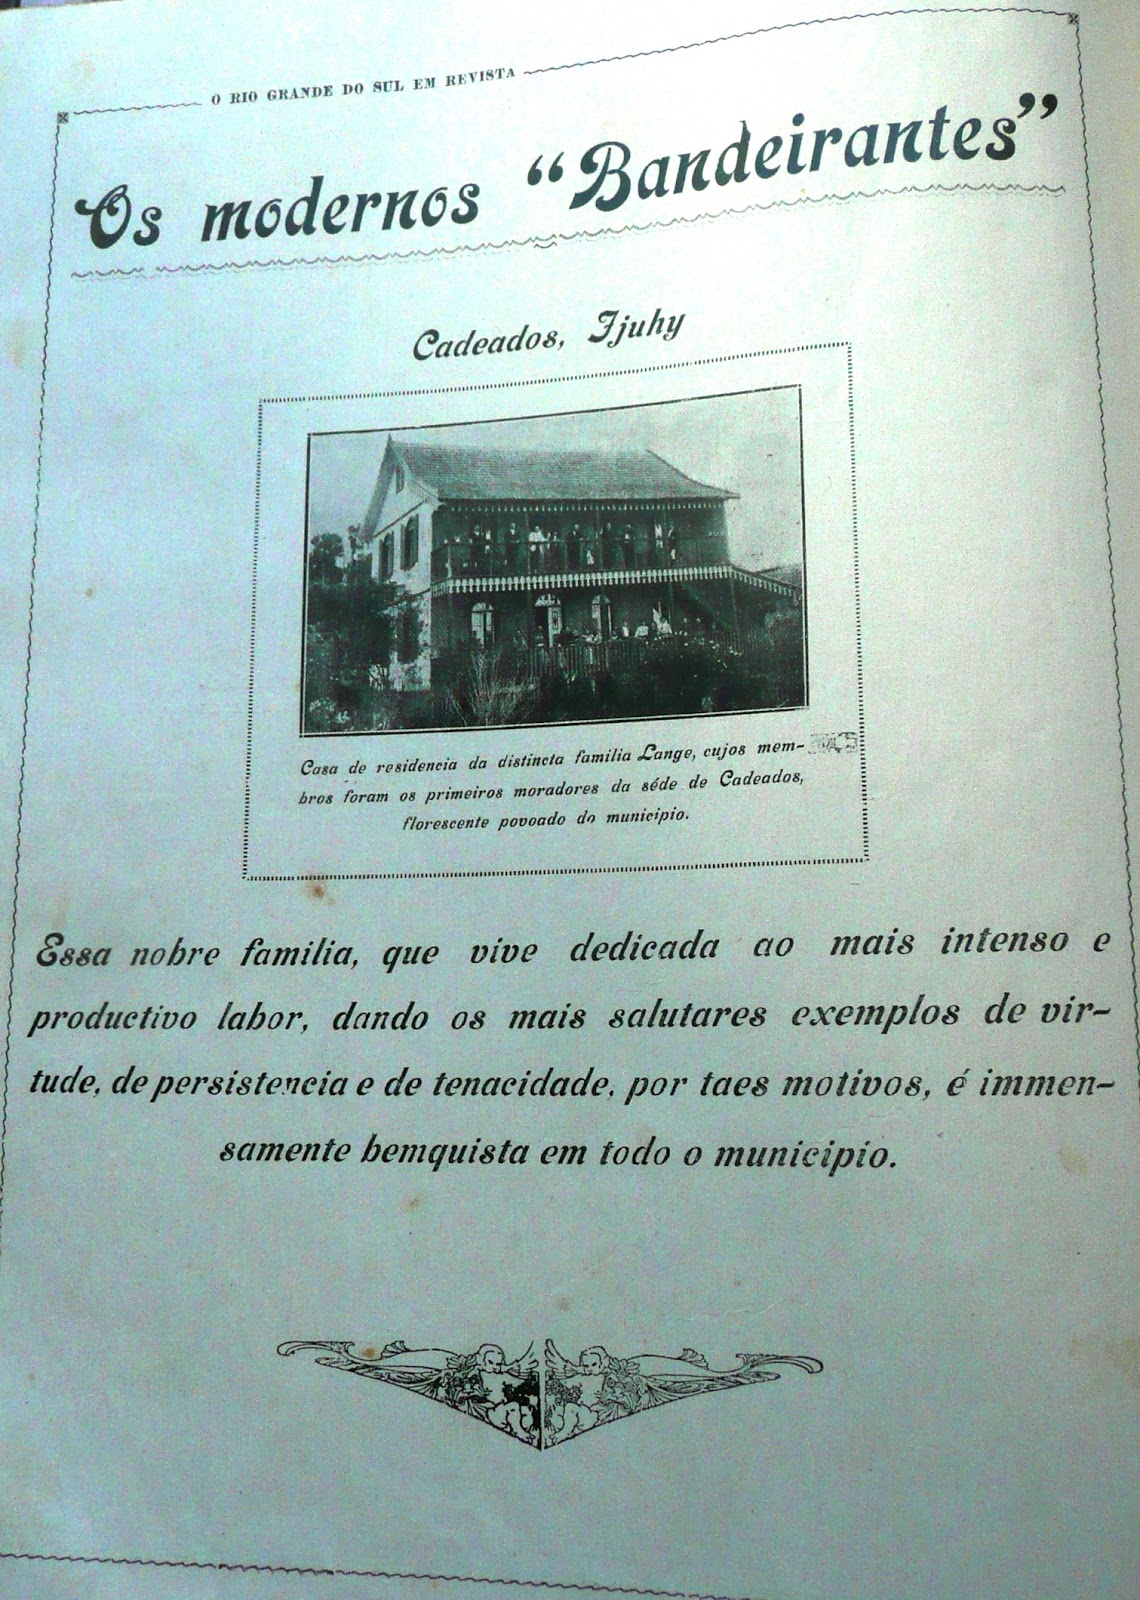 O RIO GRANDE DO SUL EM REVISTA
Os modernos “Bandeirantes”
Cadeados, Ijuhy
Casa de residencia da distincta familia Lange, cujos mem-
bros foram os primeiros moradores da séde de Cadeados,
florescente povoado do municipio.
Essa nobre familia, que vive dedicada ao mais intenso e
productivo labor, dando os mais salutares exemplos de vir-
tude, de persistencia e de tenacidade, por taes motivos, é immen-
samente bemquista em todo o municipio.